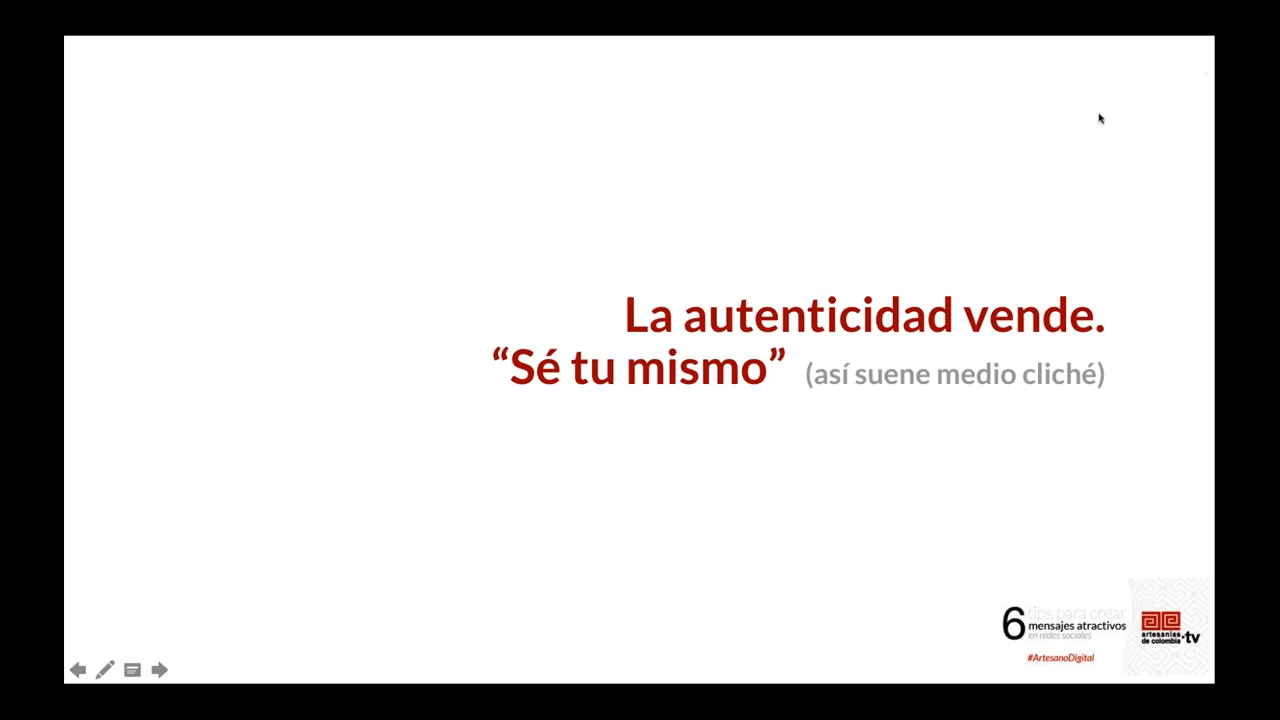 La autenticidad vende.
“Sé tu mismo” (así suene medio cliché)
6 tips para crear
mensajes atractivos
en redes sociales
#ArtesanoDigital
artesanías
de colombia .tv